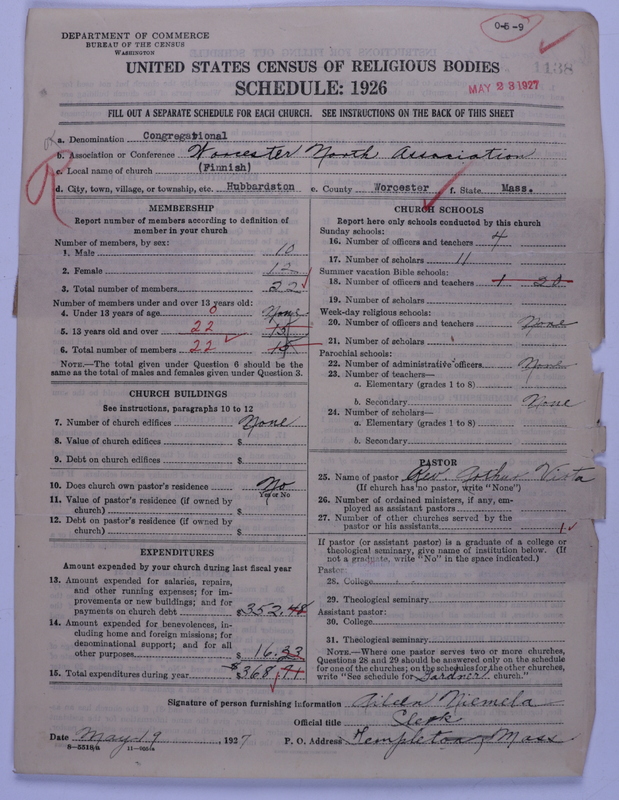 0-5-9
DEPARTMENT OF COMMERCE
BUREAU OF THE CENSUS
WASHINGTON
1138
UNITED STATES CENSUS OF RELIGIOUS BODIES
MAY 23 1927
SCHEDULE: 1926
FILL OUT A SEPARATE SCHEDULE FOR EACH CHURCH. SEE INSTRUCTIONS ON THE BACK OF THIS SHEET
a. Denomination Congregational
b. Association or Conference Worcester North Association
c. Local name of church (Finnish)
d. City, town, village, or township, etc. Hubbardston e. County Worcester f. State Mass.
MEMBERSHIP
Report number of members according to definition of
member in your church
Number of members, by sex:
1. Male 10
2. Female 12
3. Total number of members 22
Number of members under and over 13 years old:
4. Under 13 years of age 0 None
5. 13 years old and over 22 15
6. Total number of members 22 15
NOTE.—The total given under Question 6 should be
same as the total of males and females given under Question 3.
CHURCH BUILDINGS
See instructions, paragraphs 10 to 12
7. Number of church edifices None
8. Value of church edifices $
9. Debt on church edifices $
10. Does church own pastor's residence No
Yes or No
11. Value of pastor's residence (if owned by
church) $
12. Debt on pastor's residence (if owned by
church) $
EXPENDITURES
Amount expended by your church during last fiscal year
13. Amount expended for salaries, repairs,
and other running expenses; for im-
provements or new buildings; and for
payments on church debt $352.48
14. Amount expended for benevolences, in-
cluding home and foreign missions; for
denominational support; and for all
other purposes $ 16.23
15. Total expenditures during year $368.71
CHURCH SCHOOLS
Report here only schools conducted by this church
Sunday schools:
16. Number of officers and teachers 4
17. Number of scholars 11
Summer vacation Bible schools:
18. Number of officers and teachers 1 20
19. Number of scholars
Week-day religious schools:
20. Number of officers and teachers None
21. Number of scholars
Parochial schools:
22. Number of administrative officers None
23. Number of teachers—
a. Elementary (grades 1 to 8)
b. Secondary None
24. Number of scholars—
a. Elementary (grades 1 to 8)
b. Secondary
PASTOR
25. Name of pastor Rev. Arthur Vista
(If church has no pastor, write "None")
26. Number of ordained ministers, if any, em-
ployed as assistant pastors
27. Number of other churches served by the
pastor or his assistants 1
If pastor (or assistant pastor) is a graduate of a college or
theological seminary, give name of institution below. (If
not a graduate, write "No" in the space indicated.)
Pastor:
28. College
29. Theological seminary
Assistant pastor:
30. College
31. Theological seminary
NOTE.—Where one pastor serves two or more churches,
Questions 28 and 29 should be answered only on the schedule
for one of the churches; on the schedules for the other churches,
write "See schedule for Gardner church."
Signature of person furnishing information Ailen Niemela
Official title Clerk
Date May 19, 1927 P. O. Address Templeton, Mass
8-5518/a